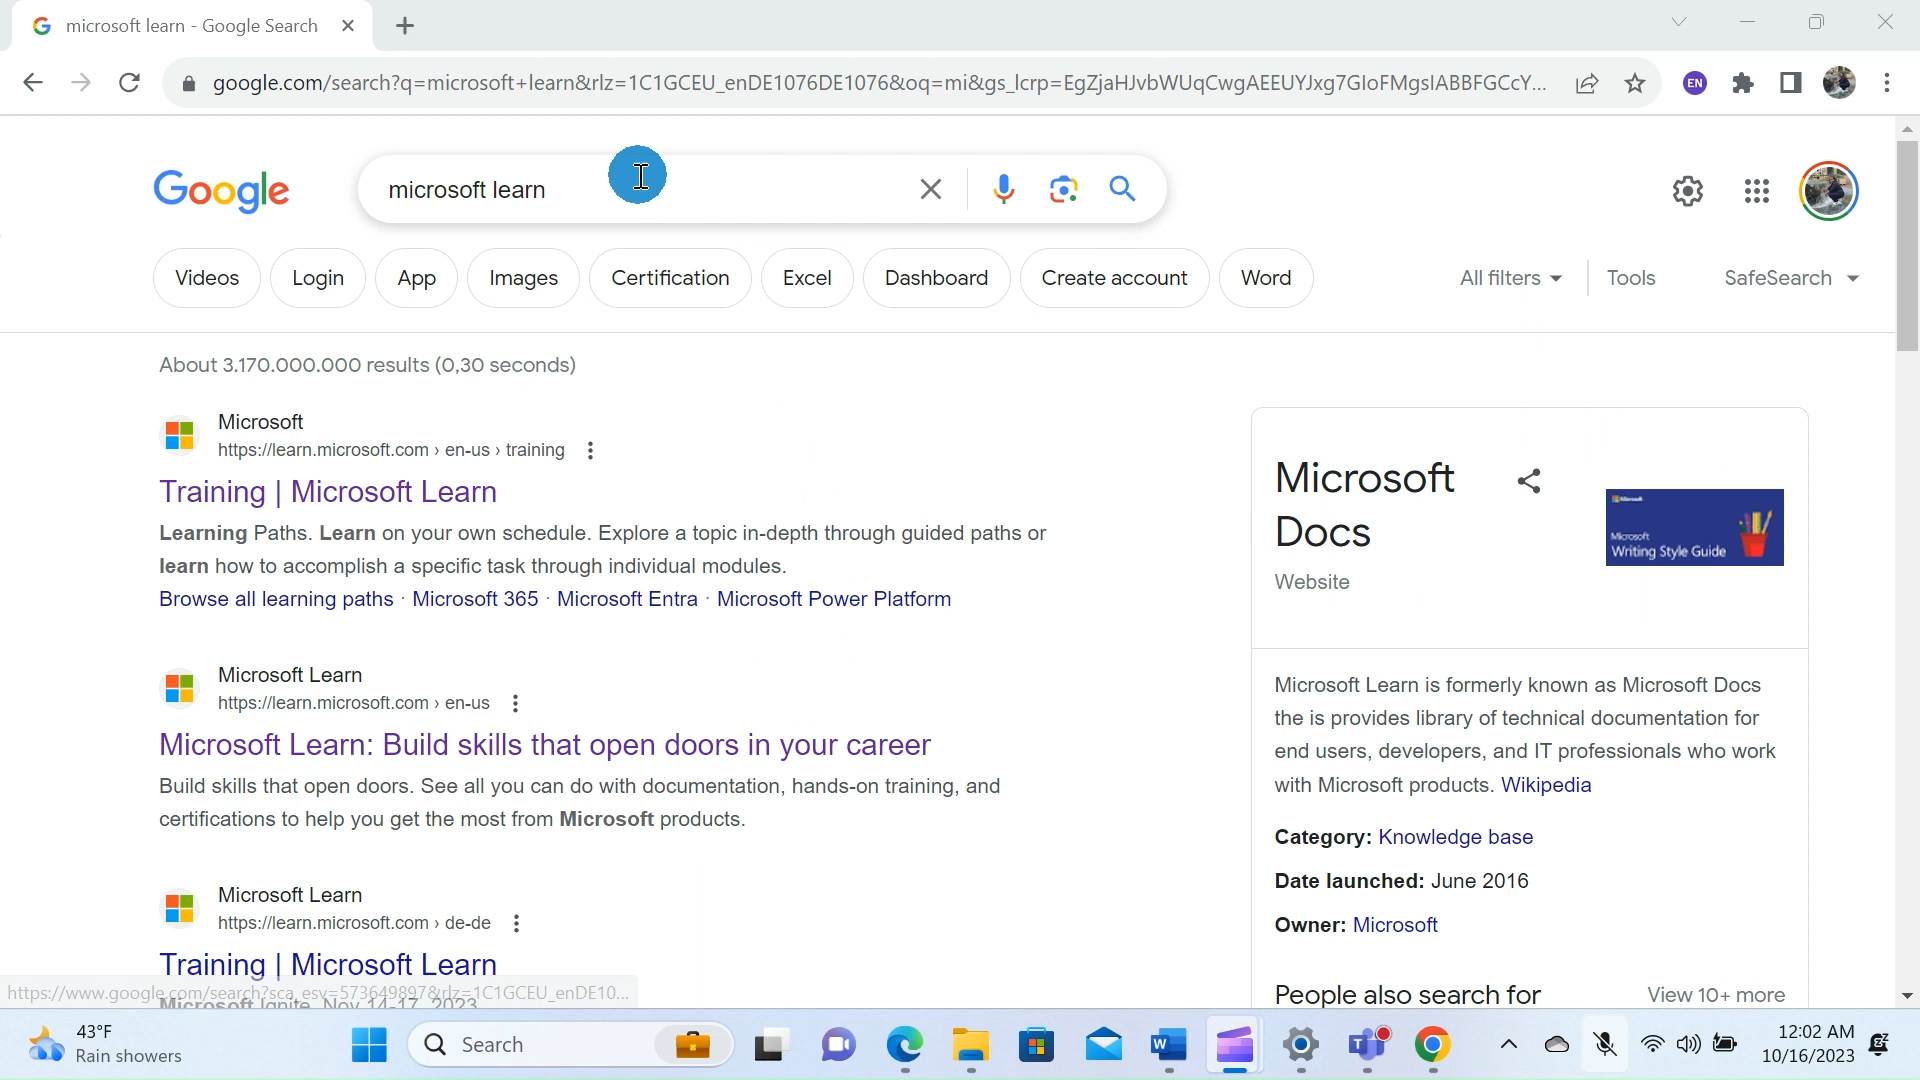 microsoft learn - Google Search
google.com/search?q=microsoft+learn&rlz=1C1GCEU_enDE1076DE1076&oq=mi&gs_lcrp=EgZjaHJvbWUqCwgAEEUYJxg7GIoFMgsIABBFGCcY...
EN
Google
microsoft learn
Videos
Login
App
Images
Certification
Excel
Dashboard
Create account
Word
All filters
Tools
SafeSearch
About 3.170.000.000 results (0,30 seconds)
Microsoft
https://learn.microsoft.com › en-us › training
Training | Microsoft Learn
Learning Paths. Learn on your own schedule. Explore a topic in-depth through guided paths or
learn how to accomplish a specific task through individual modules.
Browse all learning paths · Microsoft 365 · Microsoft Entra · Microsoft Power Platform
Microsoft Learn
https://learn.microsoft.com › en-us
Microsoft Learn: Build skills that open doors in your career
Build skills that open doors. See all you can do with documentation, hands-on training, and
certifications to help you get the most from Microsoft products.
Microsoft Learn
https://learn.microsoft.com › de-de
Training | Microsoft Learn
Microsoft Ignite. Nov 14-17, 2023
https://www.google.com/search?sca_esv=573649897&rlz=1C1GCEU_enDE10...
Microsoft
Docs
Website
Microsoft
Microsoft
Writing Style Guide
Microsoft Learn is formerly known as Microsoft Docs
the is provides library of technical documentation for
end users, developers, and IT professionals who work
with Microsoft products. Wikipedia
Category: Knowledge base
Date launched: June 2016
Owner: Microsoft
People also search for
View 10+ more
43°F
Rain showers
Search
12:02 AM
10/16/2023